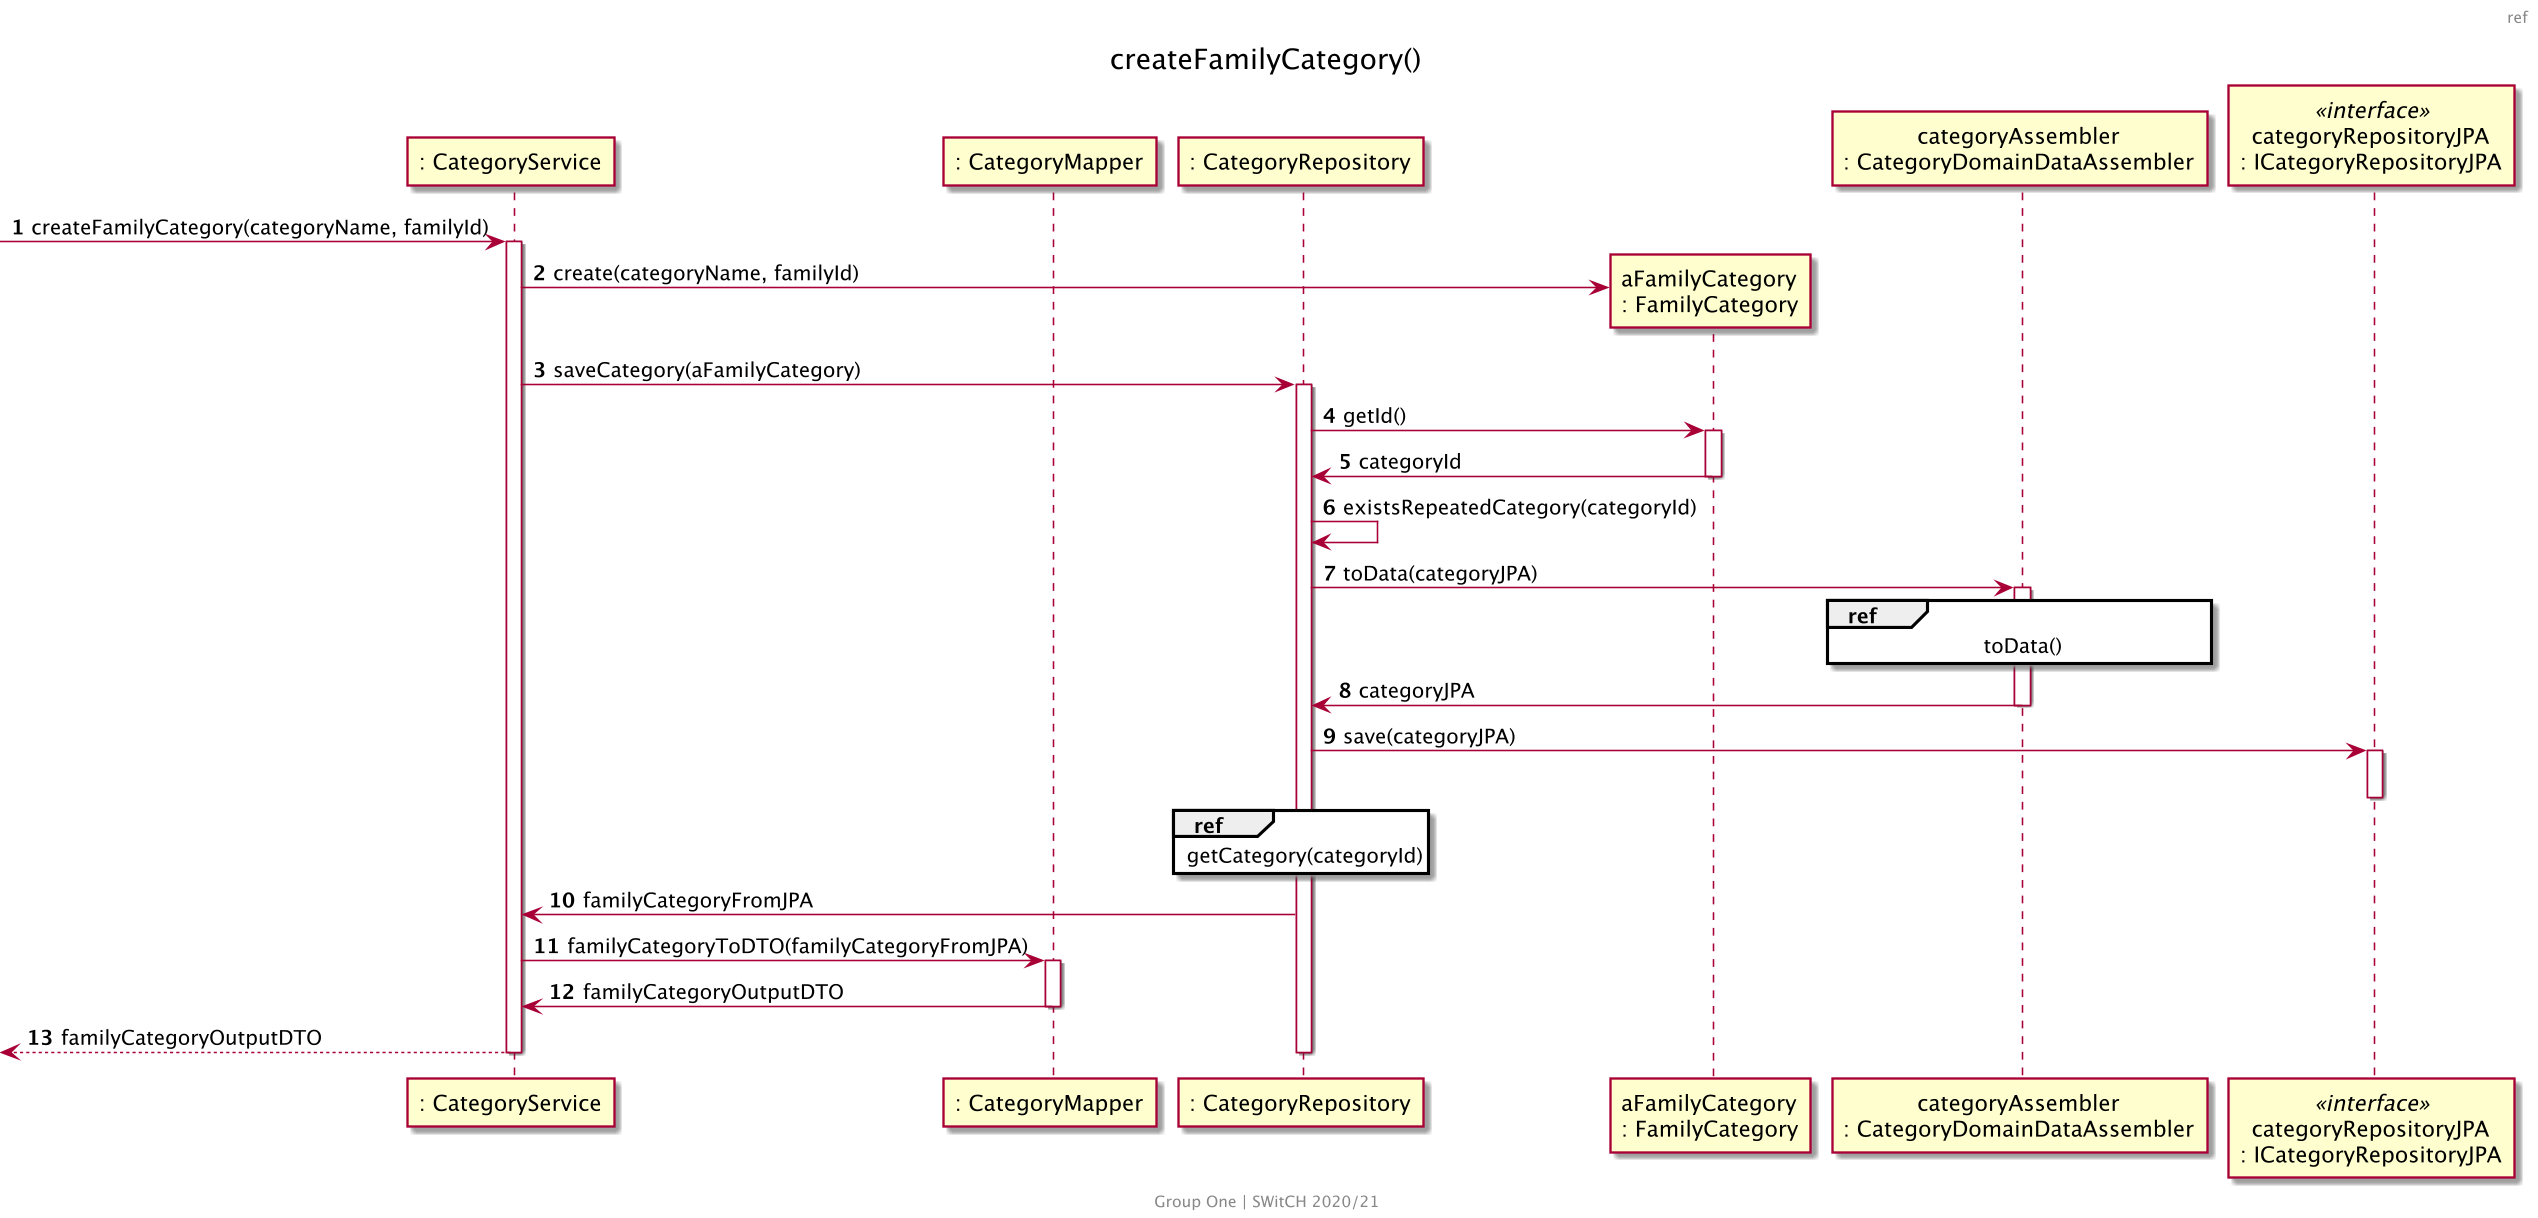 ref
createFamilyCategory()
: CategoryService
: CategoryMapper
: CategoryRepository
categoryAssembler
: CategoryDomainDataAssembler
«interface»
categoryRepositoryJPA
: ICategoryRepositoryJPA
1 createFamilyCategory(categoryName, familyId)
2 create(categoryName, familyId)
aFamilyCategory
: FamilyCategory
3 saveCategory(aFamilyCategory)
4 getId()
5 categoryId
6 existsRepeatedCategory(categoryId)
7 toData(categoryJPA)
ref
toData()
8 categoryJPA
9 save(categoryJPA)
ref
getCategory(categoryId)
10 familyCategoryFromJPA
11 familyCategoryToDTO(familyCategoryFromJPA)
12 familyCategoryOutputDTO
13 familyCategoryOutputDTO
: CategoryService
: CategoryMapper
: CategoryRepository
aFamilyCategory
: FamilyCategory
categoryAssembler
: CategoryDomainDataAssembler
«interface»
categoryRepositoryJPA
: ICategoryRepositoryJPA
Group One | SWitCH 2020/21